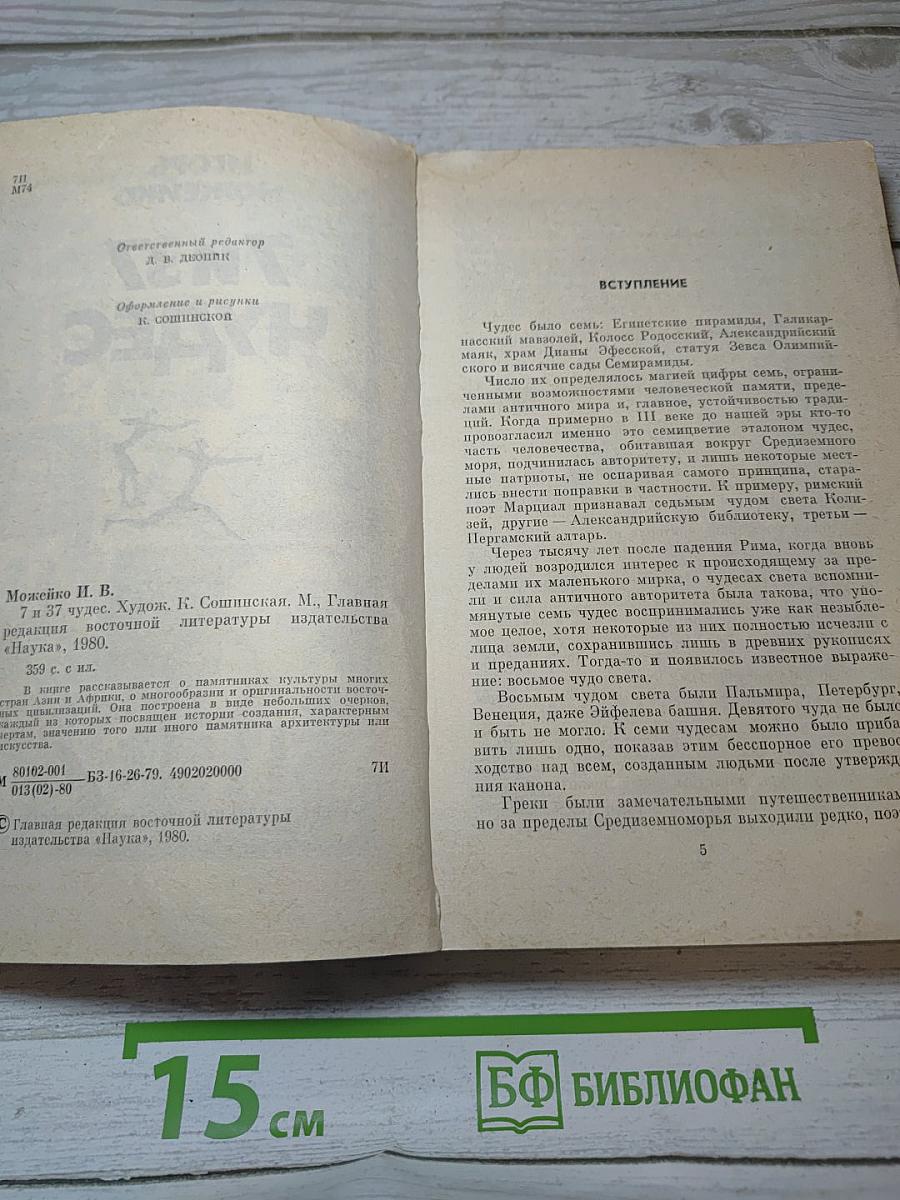 7И
М74
Ответственный редактор
Д. В. ДЕОПИК
Оформление и рисунки
К. СОШИНСКОЙ
Можейко И. В.
7 и 37 чудес. Худож. К. Сошинская. М., Главная
редакция восточной литературы издательства
«Наука», 1980.
359 с. с ил.
В книге рассказывается о памятниках культуры многих
стран Азии и Африки, о многообразии и оригинальности восточ-
ных цивилизаций. Она построена в виде небольших очерков,
каждый из которых посвящен истории создания, характерным
чертам, значению того или иного памятника архитектуры или
искусства.
М 80102-001 БЗ-16-26-79. 4902020000 7И
013(02)-80
© Главная редакция восточной литературы
издательства «Наука», 1980.
ВСТУПЛЕНИЕ
Чудес было семь: Египетские пирамиды, Галикар-
насский мавзолей, Колосс Родосский, Александрийский
маяк, храм Дианы Эфесской, статуя Зевса Олимпий-
ского и висячие сады Семирамиды.
Число их определялось магией цифры семь, ограни-
ченными возможностями человеческой памяти, преде-
лами античного мира и, главное, устойчивостью тради-
ций. Когда примерно в III веке до нашей эры кто-то
провозгласил именно это семицветие эталоном чудес,
часть человечества, обитавшая вокруг Средиземного
моря, подчинилась авторитету, и лишь некоторые мест-
ные патриоты, не оспаривая самого принципа, стара-
лись внести поправки в частности. К примеру, римский
поэт Марциал признавал седьмым чудом света Коли-
зей, другие — Александрийскую библиотеку, третьи —
Пергамский алтарь.
Через тысячу лет после падения Рима, когда вновь
у людей возродился интерес к происходящему за пре-
делами их маленького мирка, о чудесах света вспомни-
ли и сила античного авторитета была такова, что упо-
мянутые семь чудес воспринимались уже как незыбле-
мое целое, хотя некоторые из них полностью исчезли с
лица земли, сохранившись лишь в древних рукописях
и преданиях. Тогда-то и появилось известное выраже-
ние: восьмое чудо света.
Восьмым чудом света были Пальмира, Петербург,
Венеция, даже Эйфелева башня. Девятого чуда не было
и быть не могло. К семи чудесам можно было приба
вить лишь одно, показав этим бесспорное его превос
ходство над всем, созданным людьми после утвержд
ния канона.
Греки были замечательными путешественникам
но за пределы Средиземноморья выходили редко, поэ
5
15 см
БФ БИБЛИОФАН